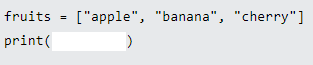 fruits = ["apple", "banana", "cherry"]
print(          )